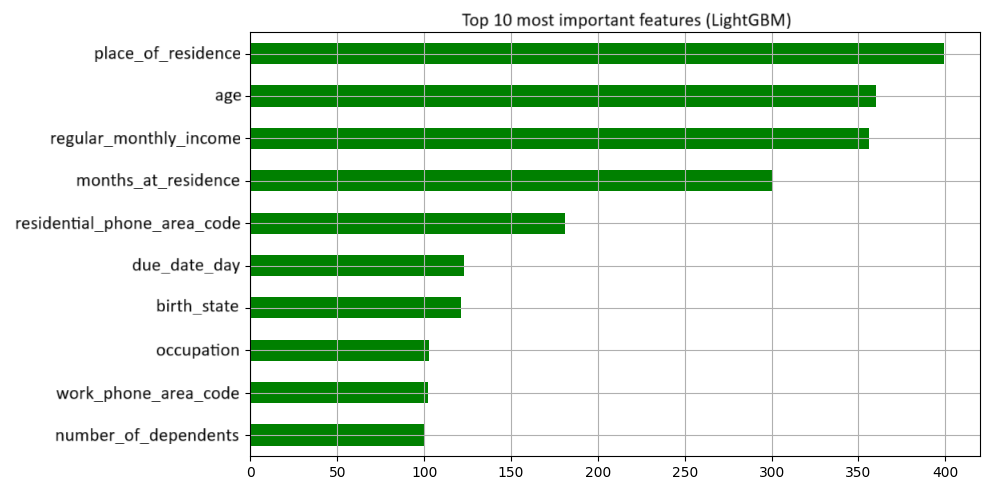 Top 10 most important features (LightGBM)
place_of_residence
age
regular_monthly_income
months_at_residence
residential_phone_area_code
due_date_day
birth_state
occupation
work_phone_area_code
number_of_dependents
0 50 100 150 200 250 300 350 400